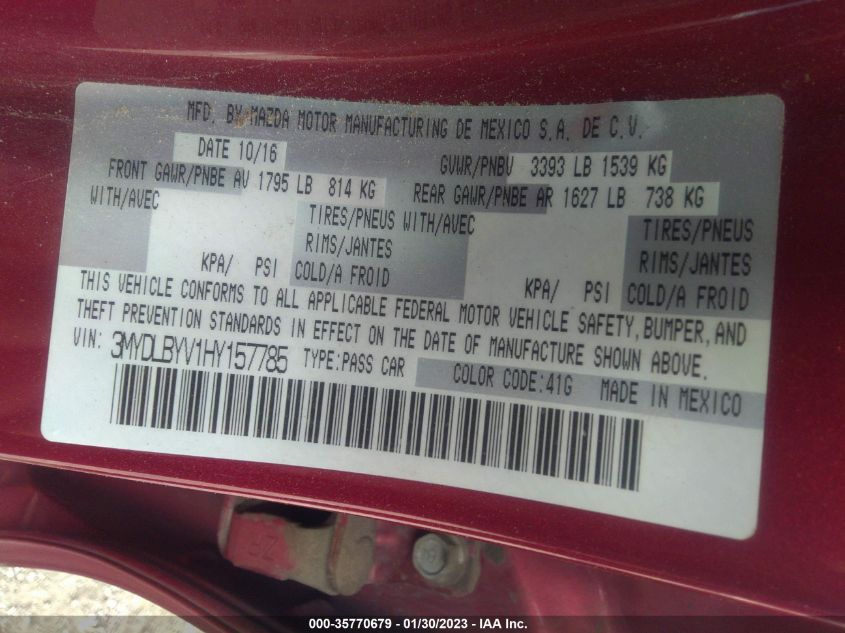 MFD. BY MAZDA MOTOR MANUFACTURING DE MEXICO S.A. DE C.V.
DATE 10/16 GVWR/PNBV 3393 LB 1539 KG
FRONT GAWR/PNBE AV 1795 LB 814 KG REAR GAWR/PNBE AR 1627 LB 738 KG
WITH/AVEC TIRES/PNEUS WITH/AVEC TIRES/PNEUS
RIMS/JANTES RIMS/JANTES
KPA/ PSI COLD/A FROID KPA/ PSI COLD/A FROID
THIS VEHICLE CONFORMS TO ALL APPLICABLE FEDERAL MOTOR VEHICLE SAFETY, BUMPER, AND
THEFT PREVENTION STANDARDS IN EFFECT ON THE DATE OF MANUFACTURE SHOWN ABOVE.
VIN: 3MYDLBYV1HY157785 TYPE:PASS CAR COLOR CODE:41G MADE IN MEXICO
000-35770679 / 01/30/2023 - IAA Inc.